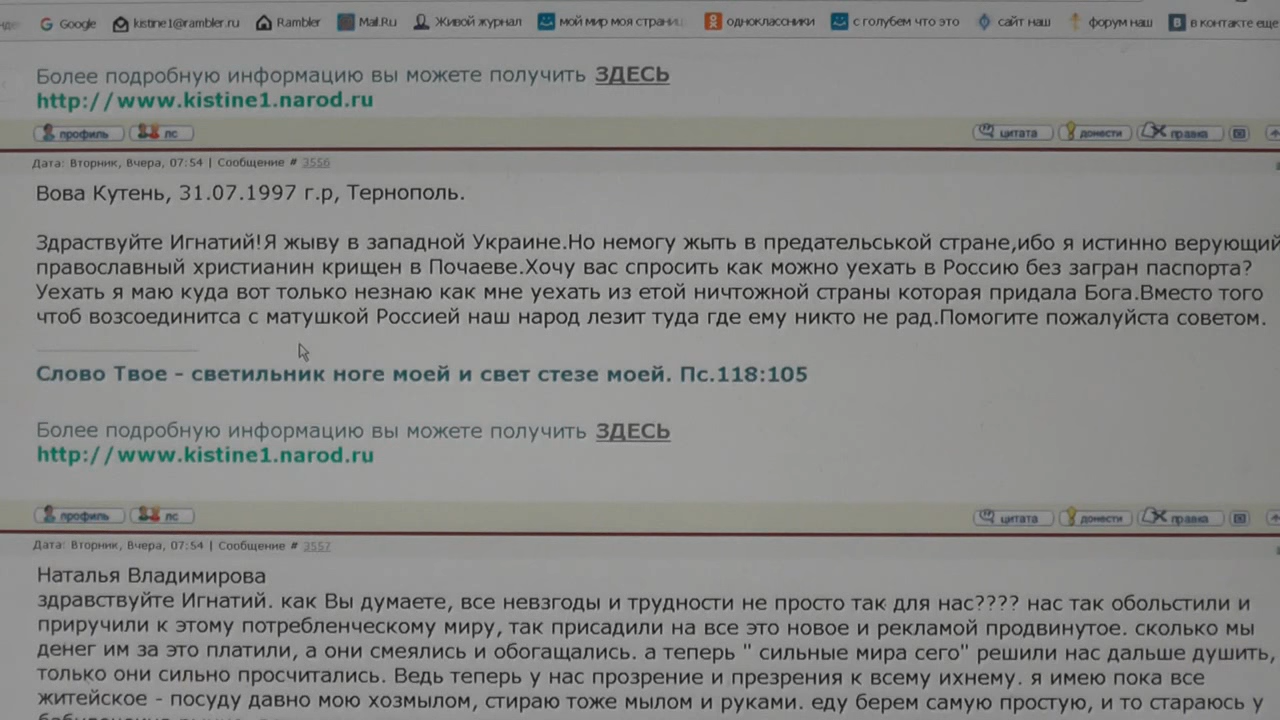 Google kistine1@rambler.ru Rambler Mail.Ru Живой журнал мой мир моя страниц одноклассники с голубем что это сайт наш форум наш в контакте еще
Более подробную информацию вы можете получить ЗДЕСЬ
http://www.kistine1.narod.ru
профиль лс цитата донести правка
Дата: Вторник, Вчера, 07:54 | Сообщение # 3556
Вова Кутень, 31.07.1997 г.р, Тернополь.
Здраствуйте Игнатий!Я жыву в западной Украине.Но немогу жыть в предательськой стране,ибо я истинно верующий
православный христианин крищен в Почаеве.Хочу вас спросить как можно уехать в Россию без загран паспорта?
Уехать я маю куда вот только незнаю как мне уехать из етой ничтожной страны которая придала Бога.Вместо того
чтоб возсоединитса с матушкой Россией наш народ лезит туда где ему никто не рад.Помогите пожалуйста советом.
Слово Твое - светильник ноге моей и свет стезе моей. Пс.118:105
Более подробную информацию вы можете получить ЗДЕСЬ
http://www.kistine1.narod.ru
профиль лс цитата донести правка
Дата: Вторник, Вчера, 07:54 | Сообщение # 3557
Наталья Владимирова
здравствуйте Игнатий. как Вы думаете, все невзгоды и трудности не просто так для нас???? нас так обольстили и
приручили к этому потребленческому миру, так присадили на все это новое и рекламой продвинутое. сколько мы
денег им за это платили, а они смеялись и обогащались. а теперь " сильные мира сего" решили нас дальше душить,
только они сильно просчитались. Ведь теперь у нас прозрение и презрения к всему ихнему. я имею пока все
житейское - посуду давно мою хозмылом, стираю тоже мылом и руками. еду берем самую простую, и то стараюсь у